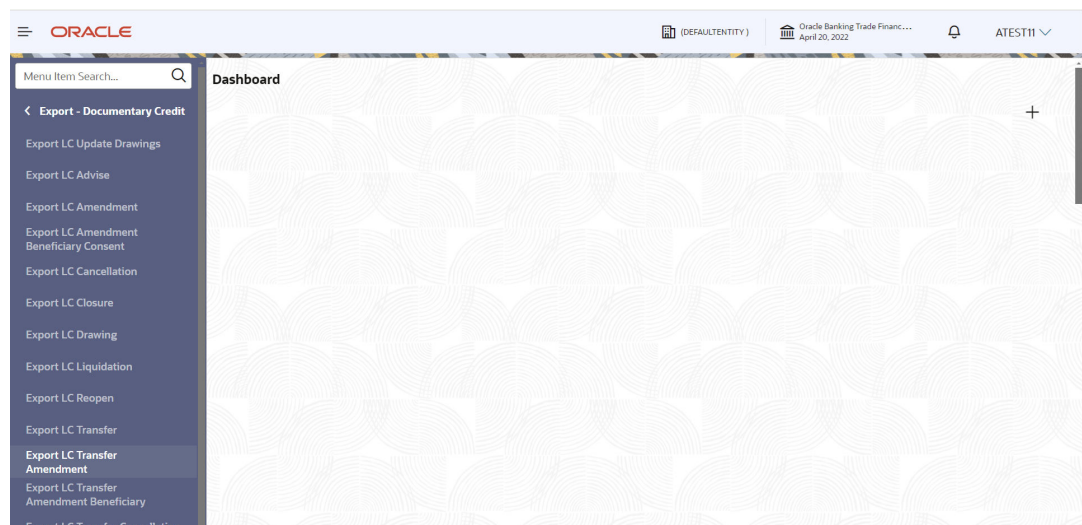 ORACLE
(DEFAULTENTITY)
Oracle Banking Trade Financ...
April 20, 2022
ATEST11
Menu Item Search...
Dashboard
Export - Documentary Credit
Export LC Update Drawings
Export LC Advise
Export LC Amendment
Export LC Amendment
Beneficiary Consent
Export LC Cancellation
Export LC Closure
Export LC Drawing
Export LC Liquidation
Export LC Reopen
Export LC Transfer
Export LC Transfer
Amendment
Export LC Transfer
Amendment Beneficiary